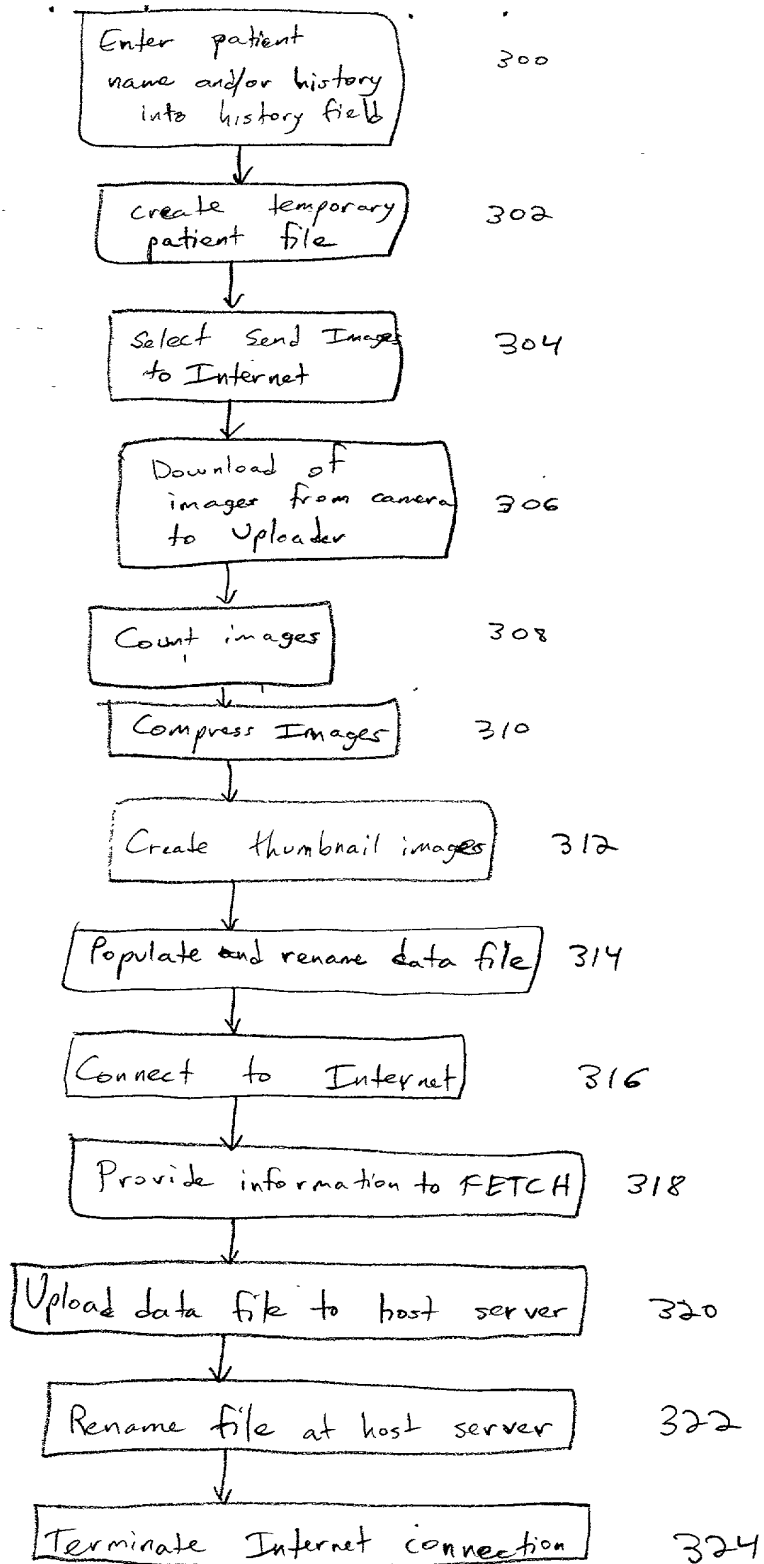 Enter patient
name and/or history
into history field
300
create temporary
patient file
302
Select Send Images
to Internet
304
Download of
images from camera
to Uploader
306
Count images
308
Compress Images
310
Create thumbnail images
312
Populate and rename data file
314
Connect to Internet
316
Provide information to FETCH
318
Upload data file to host server
320
Rename file at host server
322
Terminate Internet connection
324